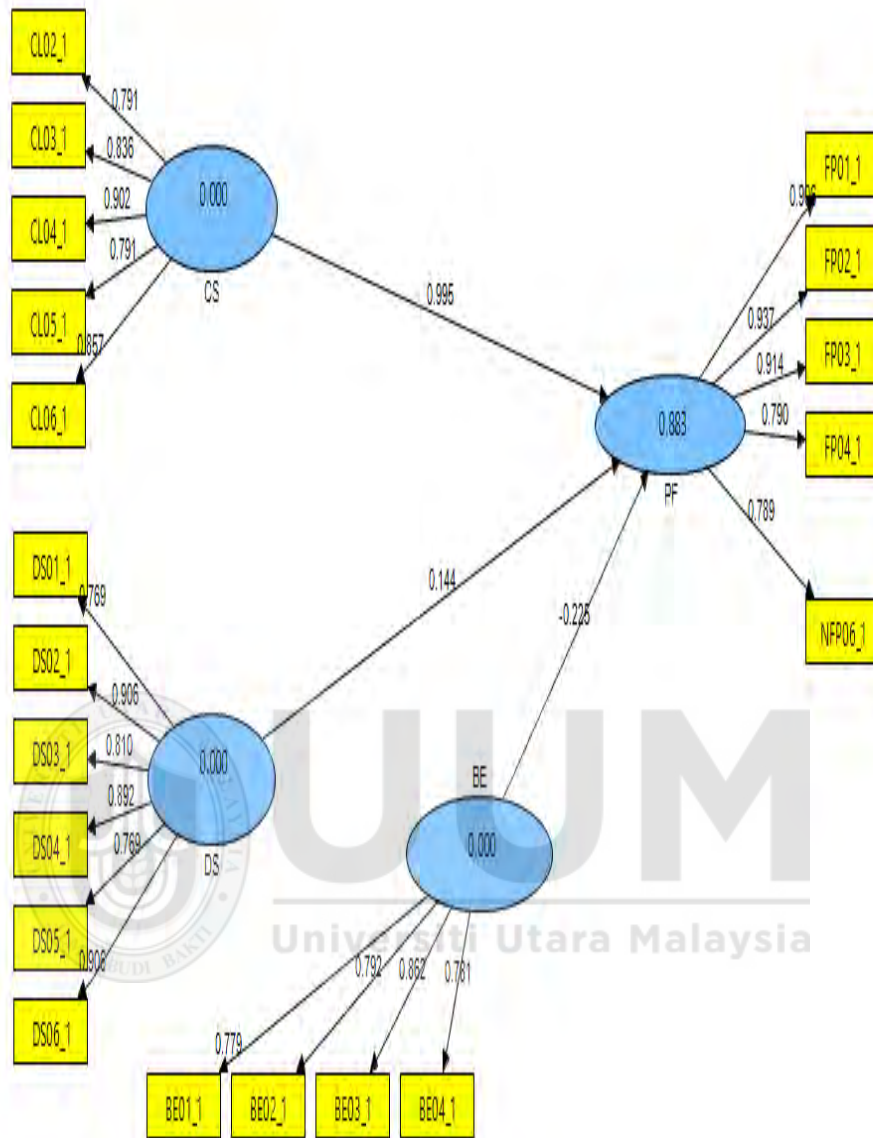 CL02_1
0.791
CL03_1
0.836
0.000
CL04_1
0.902
0.791
CL05_1
CS
0.857
CL06_1
0.995
FP01_1
0.906
FP02_1
0.937
FP03_1
0.914
0.883
0.790
FP04_1
PF
0.789
NFP06_1
DS01_1
0.769
0.144
-0.225
DS02_1
0.906
DS03_1
0.810
0.000
0.892
DS04_1
0.769
DS
DS05_1
0.906
DS06_1
BE
0.000
0.779
0.792
0.862
0.781
BE01_1
BE02_1
BE03_1
BE04_1
UUM
Universiti Utara Malaysia
BUDI BAKTI